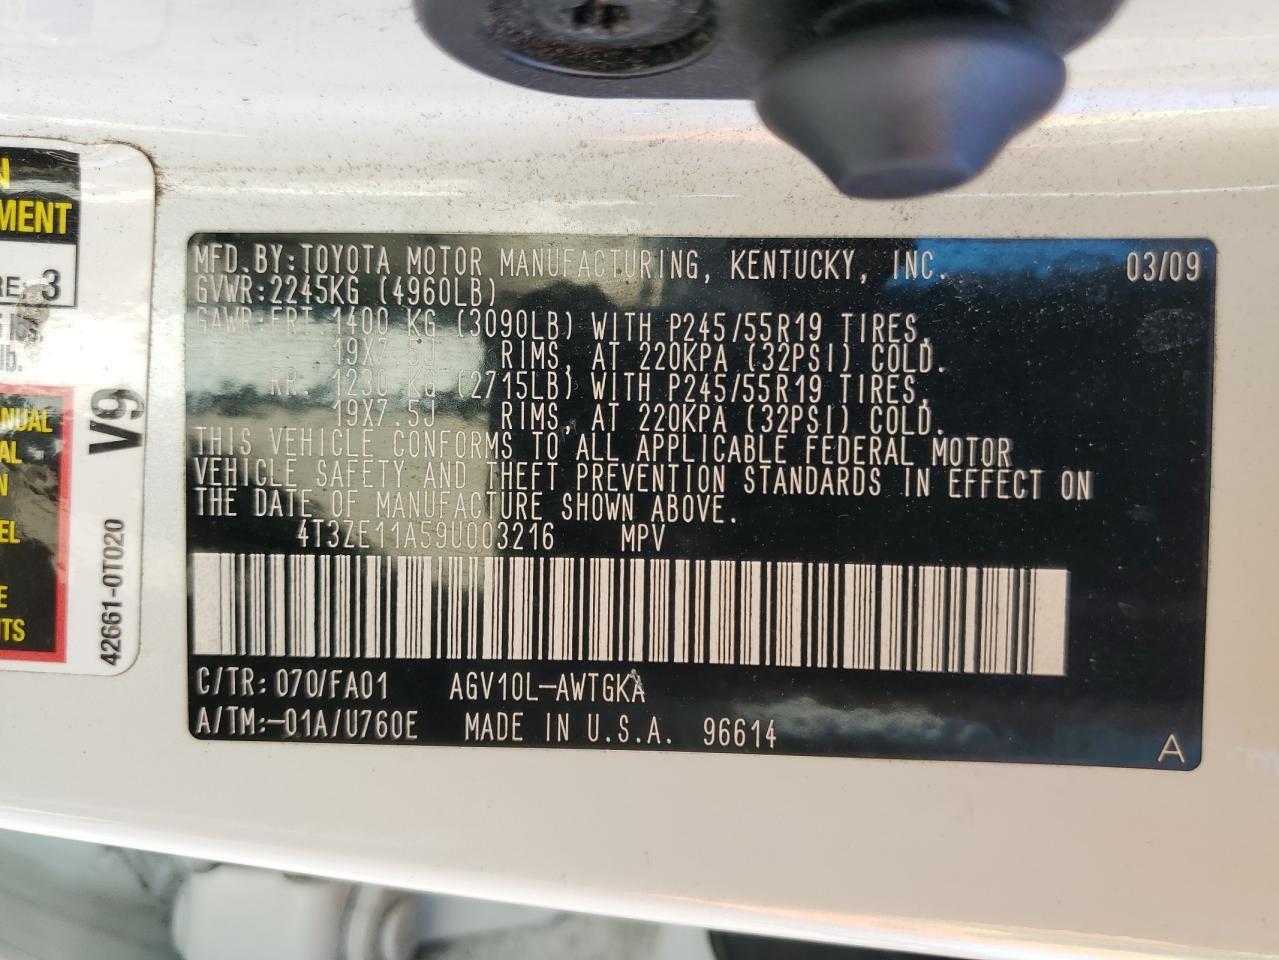 MFD.BY:TOYOTA MOTOR MANUFACTURING, KENTUCKY, INC. 03/09
GVWR:2245KG (4960LB)
GAWR:FRT.1400 KG (3090LB) WITH P245/55R19 TIRES,
19X7.5J RIMS, AT 220KPA (32PSI) COLD.
RR. 1230 KG (2715LB) WITH P245/55R19 TIRES,
19X7.5J RIMS, AT 220KPA (32PSI) COLD.
THIS VEHICLE CONFORMS TO ALL APPLICABLE FEDERAL MOTOR
VEHICLE SAFETY AND THEFT PREVENTION STANDARDS IN EFFECT ON
THE DATE OF MANUFACTURE SHOWN ABOVE.
4T3ZE11A59U003216 MPV
C/TR: 070/FA01 AGV10L-AWTGKA
A/TM:-01A/U760E MADE IN U.S.A. 96614
A
N
MENT
RE: 3
lbs.
lb.
NUAL
AL
N
EL
E
UTS
V9
42661-0T020